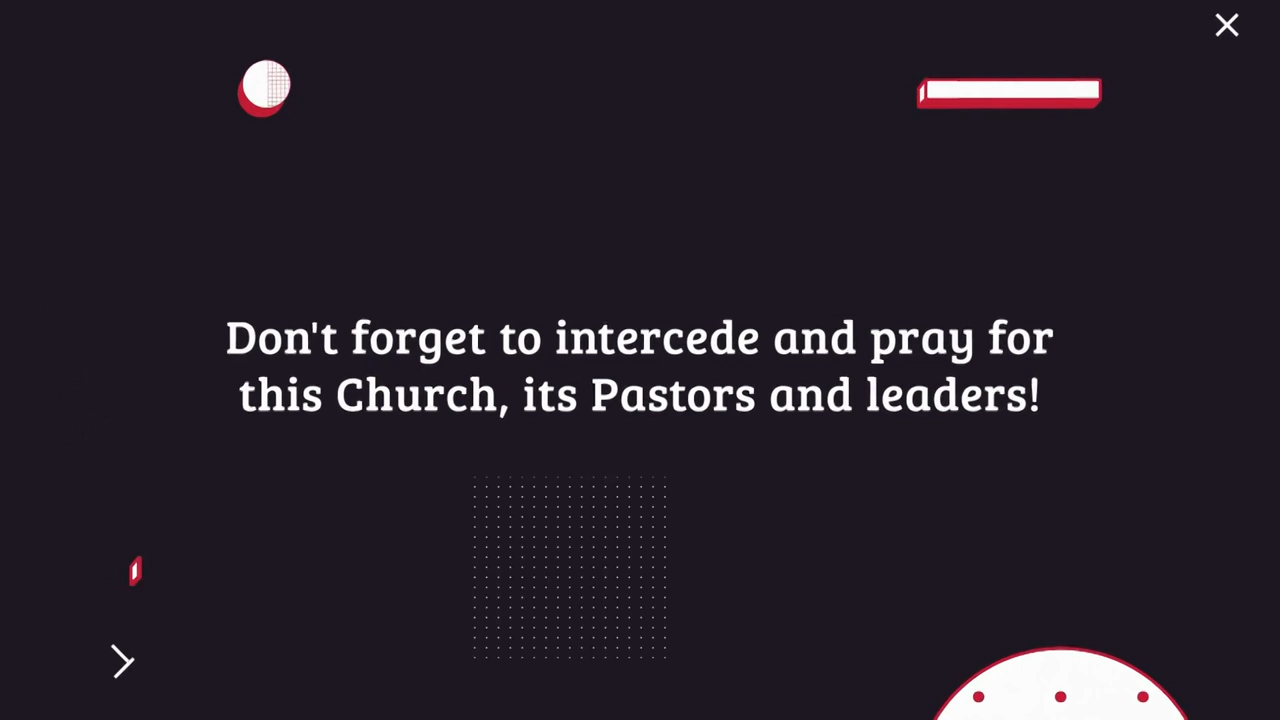 Don't forget to intercede and pray for
this Church, its Pastors and leaders!